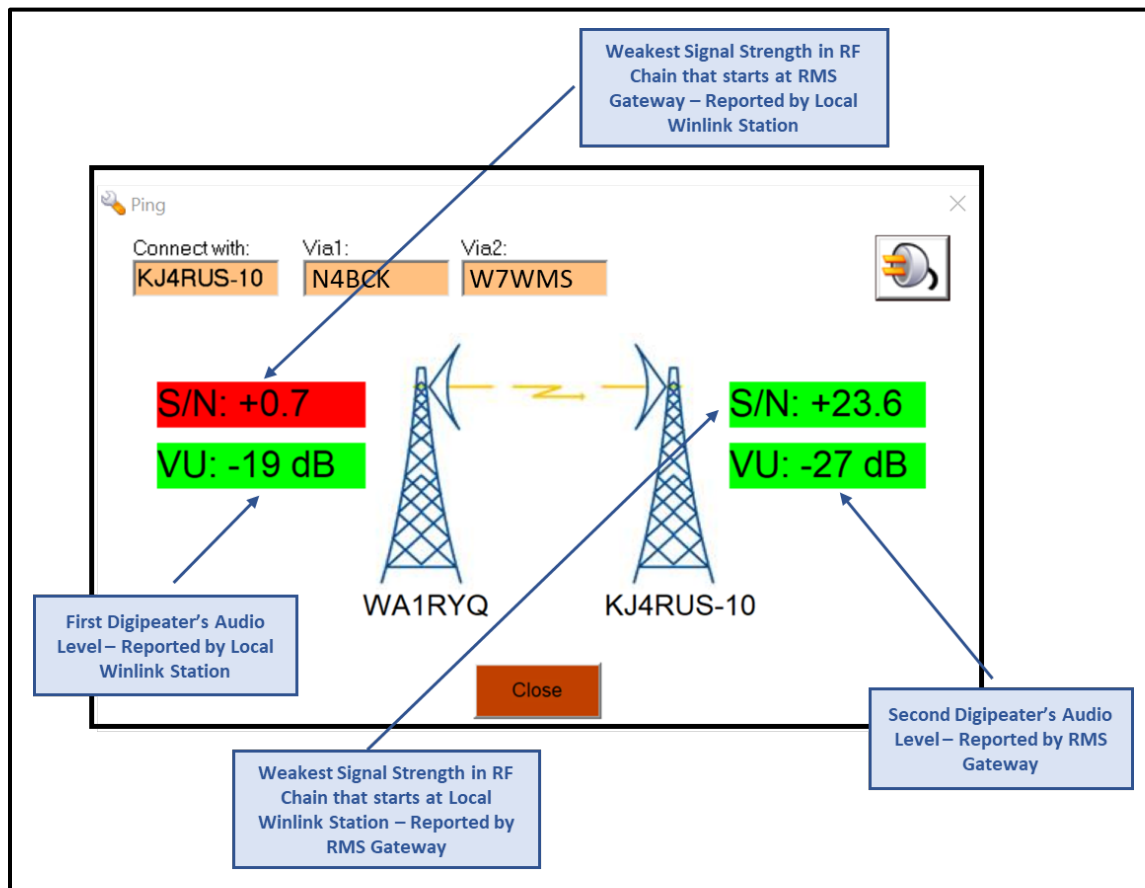 Weakest Signal Strength in RF
Chain that starts at RMS
Gateway – Reported by Local
Winlink Station
Ping
Connect with:
Via1:
Via2:
KJ4RUS-10
N4BCK
W7WMS
S/N: +0.7
S/N: +23.6
VU: -19 dB
VU: -27 dB
WA1RYQ
KJ4RUS-10
First Digipeater's Audio
Level – Reported by Local
Winlink Station
Close
Second Digipeater's Audio
Level – Reported by RMS
Gateway
Weakest Signal Strength in RF
Chain that starts at Local
Winlink Station – Reported by
RMS Gateway